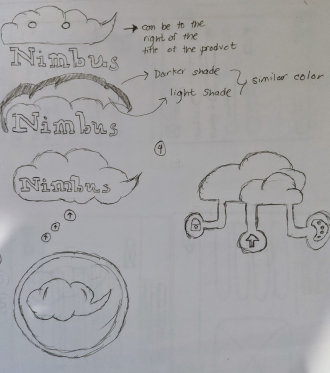 can be to the
right of the
title of the product
Nimbus
Darker shade
light shade
similar color
Nimbus
Nimbus
4